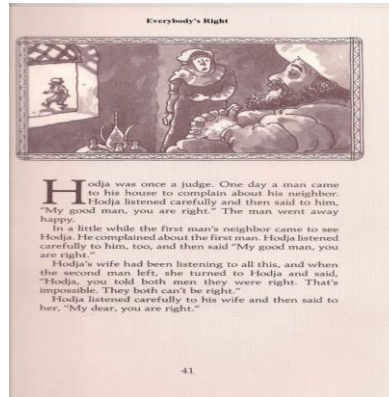 Everybody's Right
Hodja was once a judge. One day a man came
to his house to complain about his neighbor.
Hodja listened carefully and then said to him,
"My good man, you are right." The man went away
happy.
In a little while the first man's neighbor came to see
Hodja. He complained about the first man. Hodja listened
carefully to him, too, and then said "My good man, you
are right."
Hodja's wife had been listening to all this, and when
the second man left, she turned to Hodja and said,
"Hodja, you told both men they were right. That's
impossible. They both can't be right."
Hodja listened carefully to his wife and then said to
her, "My dear, you are right."
41